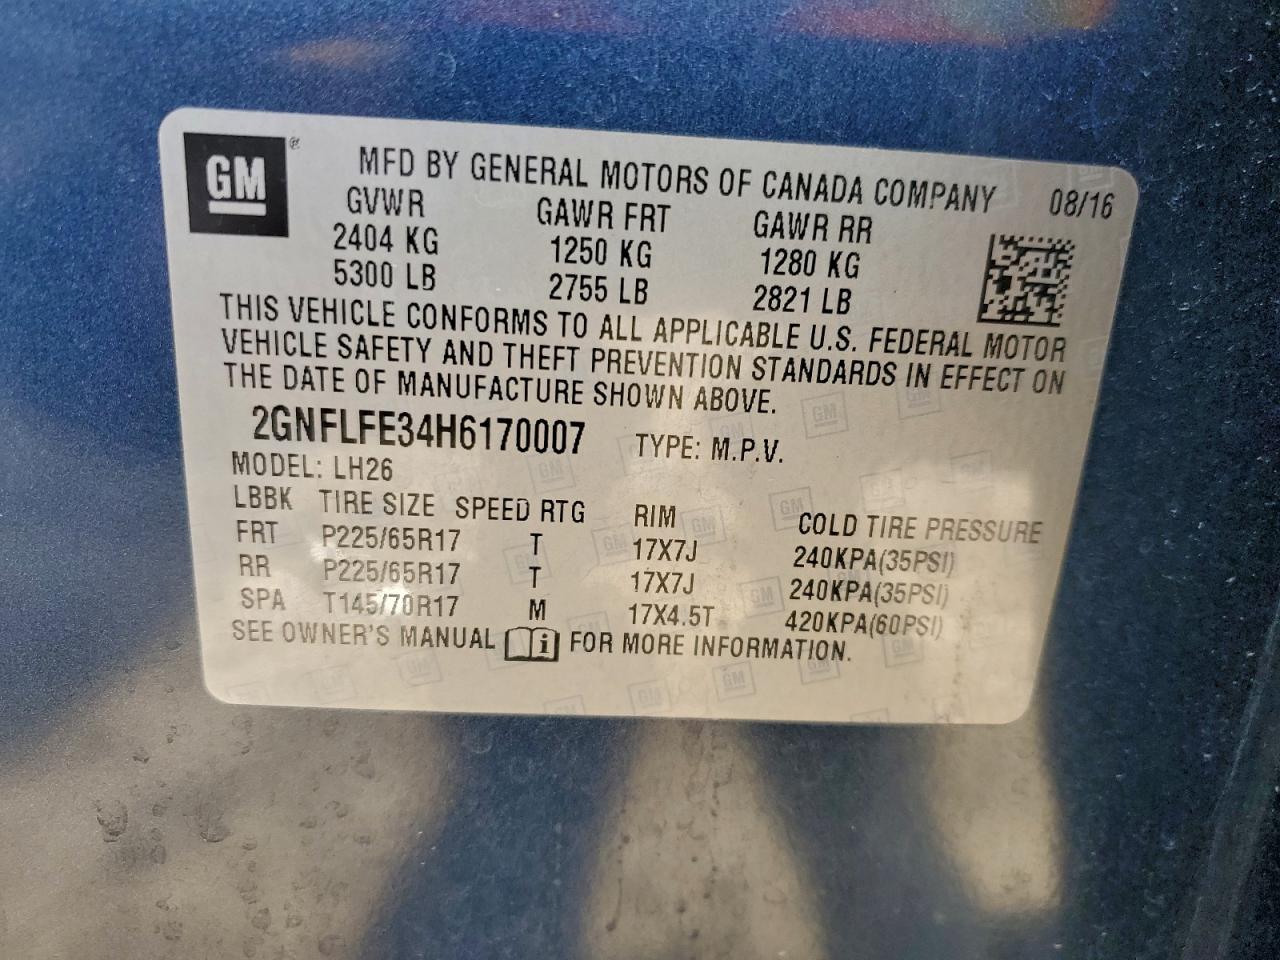 GM®
MFD BY GENERAL MOTORS OF CANADA COMPANY 08/16
GVWR GAWR FRT GAWR RR
2404 KG 1250 KG 1280 KG
5300 LB 2755 LB 2821 LB
THIS VEHICLE CONFORMS TO ALL APPLICABLE U.S. FEDERAL MOTOR
VEHICLE SAFETY AND THEFT PREVENTION STANDARDS IN EFFECT ON
THE DATE OF MANUFACTURE SHOWN ABOVE.
2GNFLFE34H6170007 TYPE: M.P.V.
MODEL: LH26
LBBK TIRE SIZE SPEED RTG RIM COLD TIRE PRESSURE
FRT P225/65R17 T 17X7J 240KPA(35PSI)
RR P225/65R17 T 17X7J 240KPA(35PSI)
SPA T145/70R17 M 17X4.5T 420KPA(60PSI)
SEE OWNER'S MANUAL i FOR MORE INFORMATION.